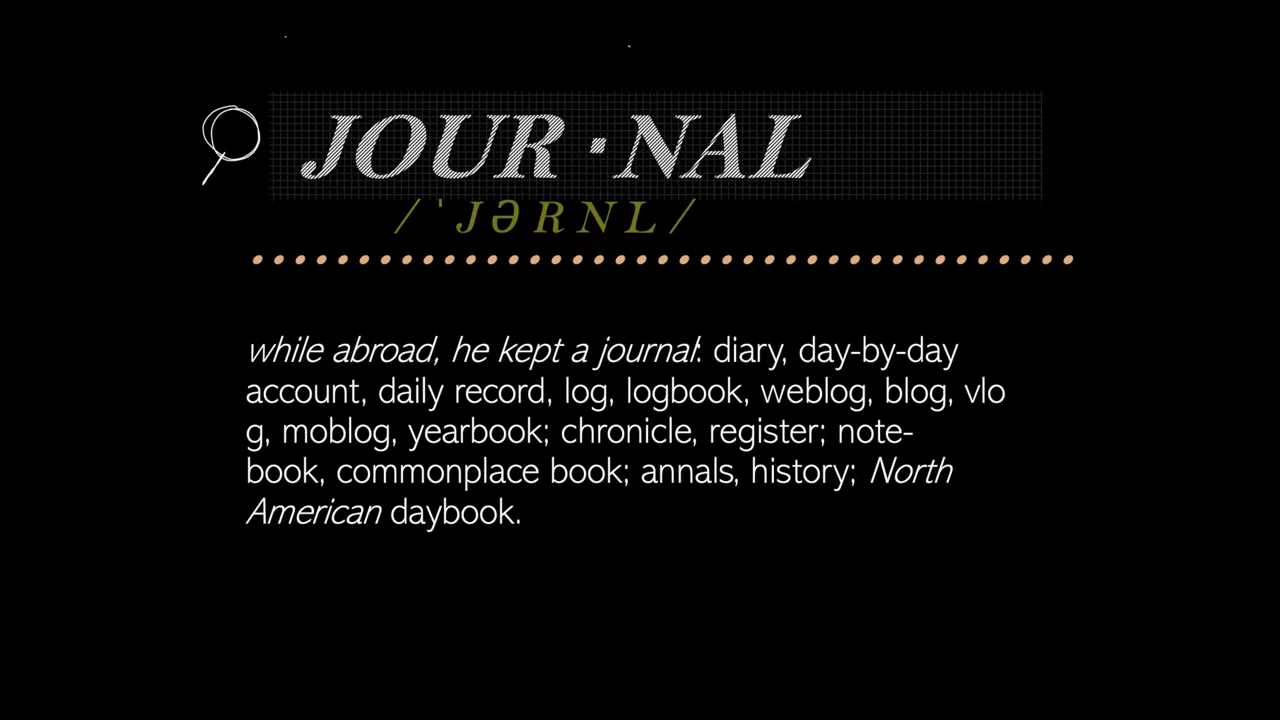 JOUR·NAL
/ˈJƏRNL/
while abroad, he kept a journal: diary, day-by-day
account, daily record, log, logbook, weblog, blog, vlo
g, moblog, yearbook; chronicle, register; note-
book, commonplace book; annals, history; North
American daybook.